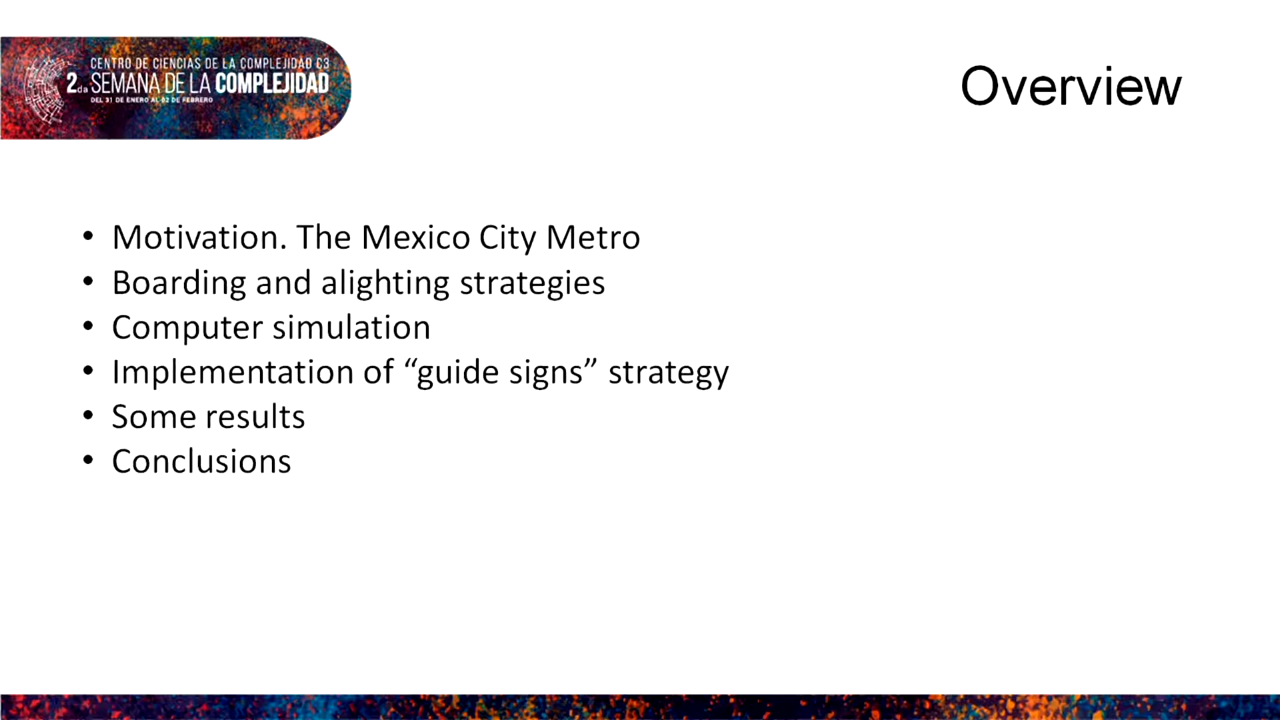 CENTRO DE CIENCIAS DE LA COMPLEJIDAD C3
2da SEMANA DE LA COMPLEJIDAD
DEL 31 DE ENERO AL 02 DE FEBRERO
Overview
• Motivation. The Mexico City Metro
• Boarding and alighting strategies
• Computer simulation
• Implementation of “guide signs” strategy
• Some results
• Conclusions